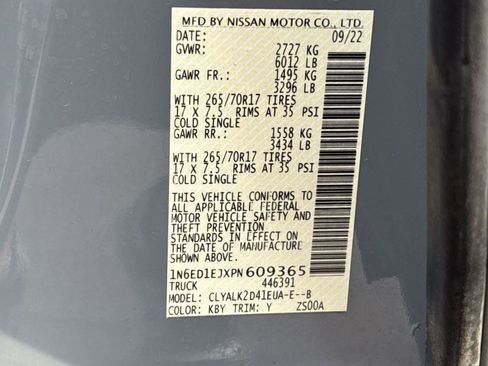 MFD BY NISSAN MOTOR CO., LTD.
DATE: 09/22
GVWR: 2727 KG
6012 LB
GAWR FR.: 1495 KG
3296 LB
WITH 265/70R17 TIRES
17 X 7.5 RIMS AT 35 PSI
COLD SINGLE
GAWR RR.: 1558 KG
3434 LB
WITH 265/70R17 TIRES
17 X 7.5 RIMS AT 35 PSI
COLD SINGLE
THIS VEHICLE CONFORMS TO
ALL APPLICABLE FEDERAL
MOTOR VEHICLE SAFETY AND
THEFT PREVENTION
STANDARDS IN EFFECT ON
THE DATE OF MANUFACTURE
SHOWN ABOVE.
1N6ED1EJXPN609365
TRUCK 446391
MODEL: CLYALK2D41EUA-E--B
COLOR: KBY TRIM: Y ZS00A